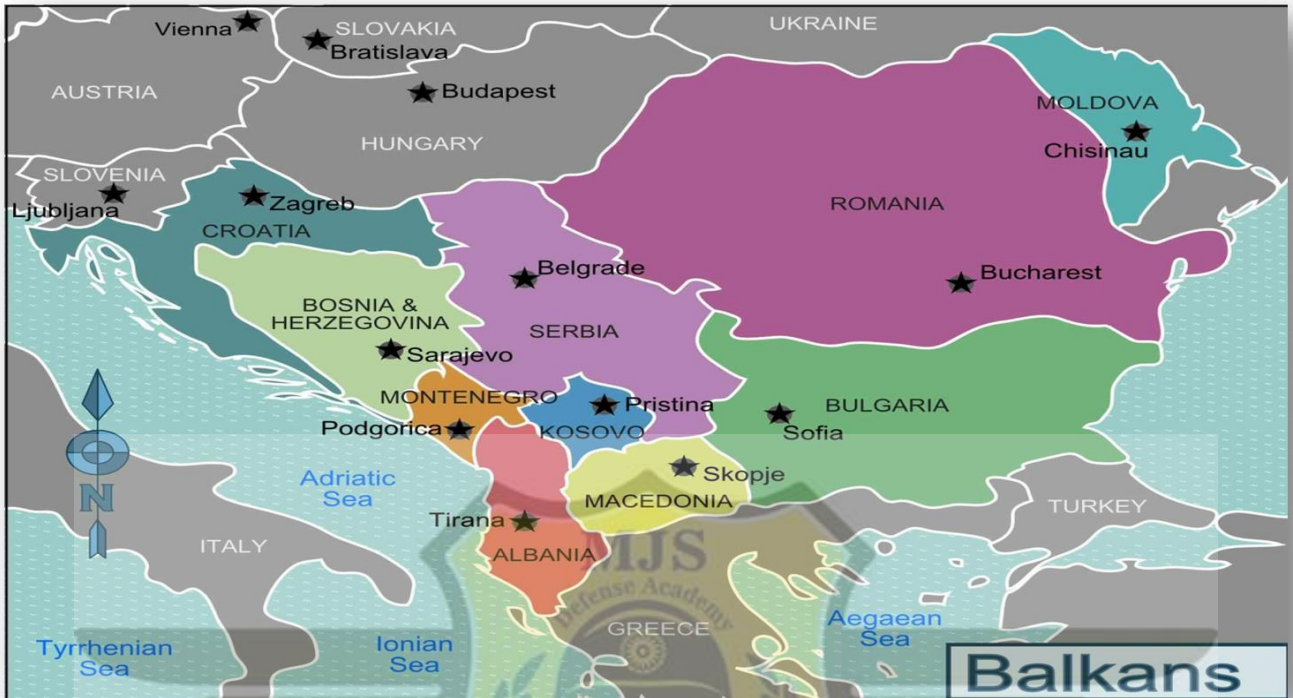 Vienna
SLOVAKIA
UKRAINE
Bratislava
AUSTRIA
Budapest
MOLDOVA
HUNGARY
Chisinau
SLOVENIA
Ljubljana
Zagreb
ROMANIA
CROATIA
Belgrade
Bucharest
BOSNIA &
HERZEGOVINA
SERBIA
Sarajevo
MONTENEGRO
Pristina
BULGARIA
Podgorica
KOSOVO
Sofia
Adriatic
Sea
Skopje
MACEDONIA
TURKEY
N
Tirana
ITALY
ALBANIA
MJS
Defense Academy
GREECE
Aegaean
Sea
Tyrrhenian
Sea
Ionian
Sea
Balkans